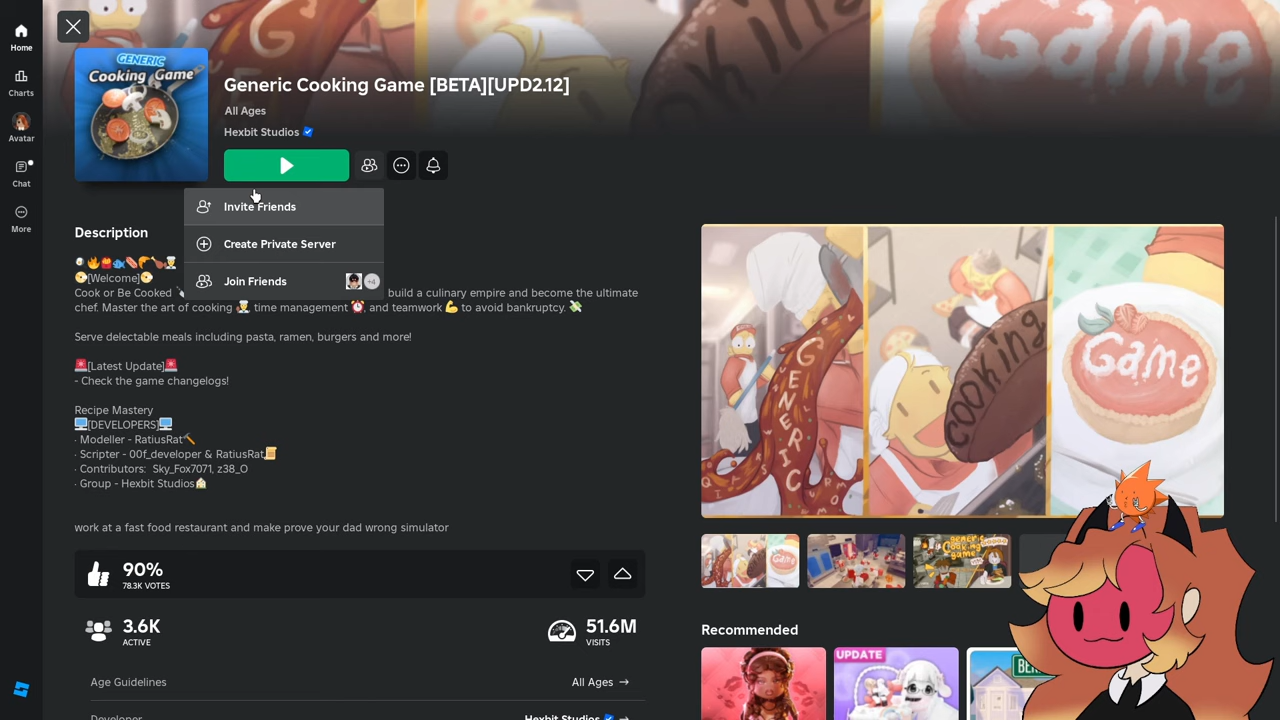 Home
Charts
Avatar
Chat
More
GENERIC
Cooking Game
Game
Generic Cooking Game [BETA][UPD2.12]
All Ages
Hexbit Studios
Invite Friends
Create Private Server
Join Friends
+4
Description
[Welcome]
Cook or Be Cooked
build a culinary empire and become the ultimate
chef. Master the art of cooking 👨‍🍳 time management ⏰, and teamwork 💪 to avoid bankruptcy. 💸
Serve delectable meals including pasta, ramen, burgers and more!
🚨[Latest Update]🚨
- Check the game changelogs!
Recipe Mastery
🖥️[DEVELOPERS]🖥️
· Modeller - RatiusRat🔨
· Scripter - 00f_developer & RatiusRat📜
· Contributors: Sky_Fox7071, z38_O
· Group - Hexbit Studios🏠
work at a fast food restaurant and make prove your dad wrong simulator
90%
78.3K VOTES
3.6K
ACTIVE
51.6M
VISITS
Age Guidelines
All Ages →
Developer
Hexbit Studios
GENERIC
cooking
Game
generic
Cooking
game
Recommended
UPDATE